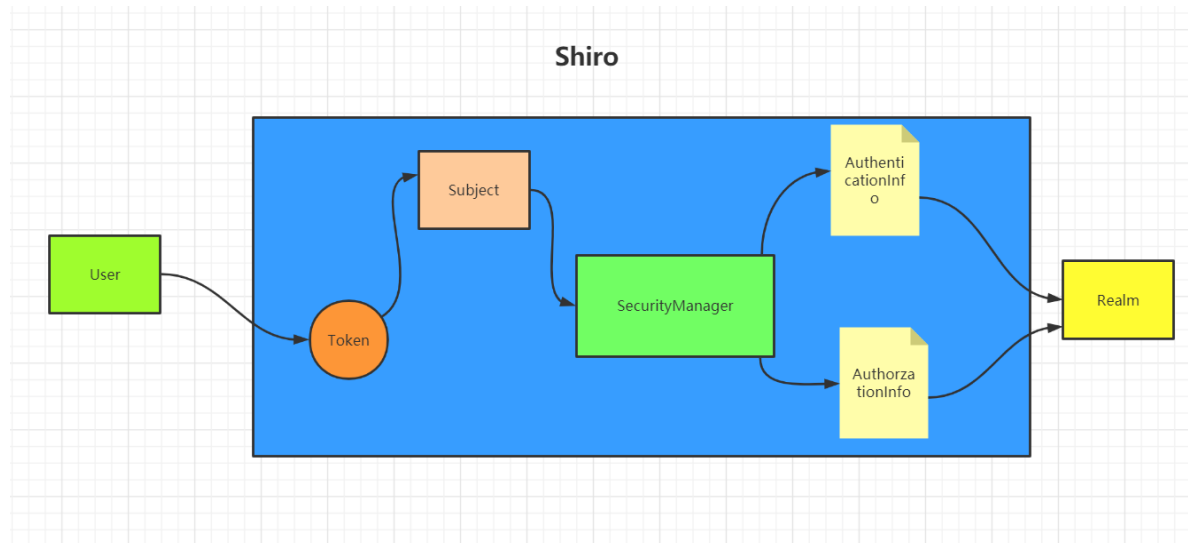 Shiro
User
Token
Subject
SecurityManager
Authenti
cationInf
o
Authorza
tionInfo
Realm